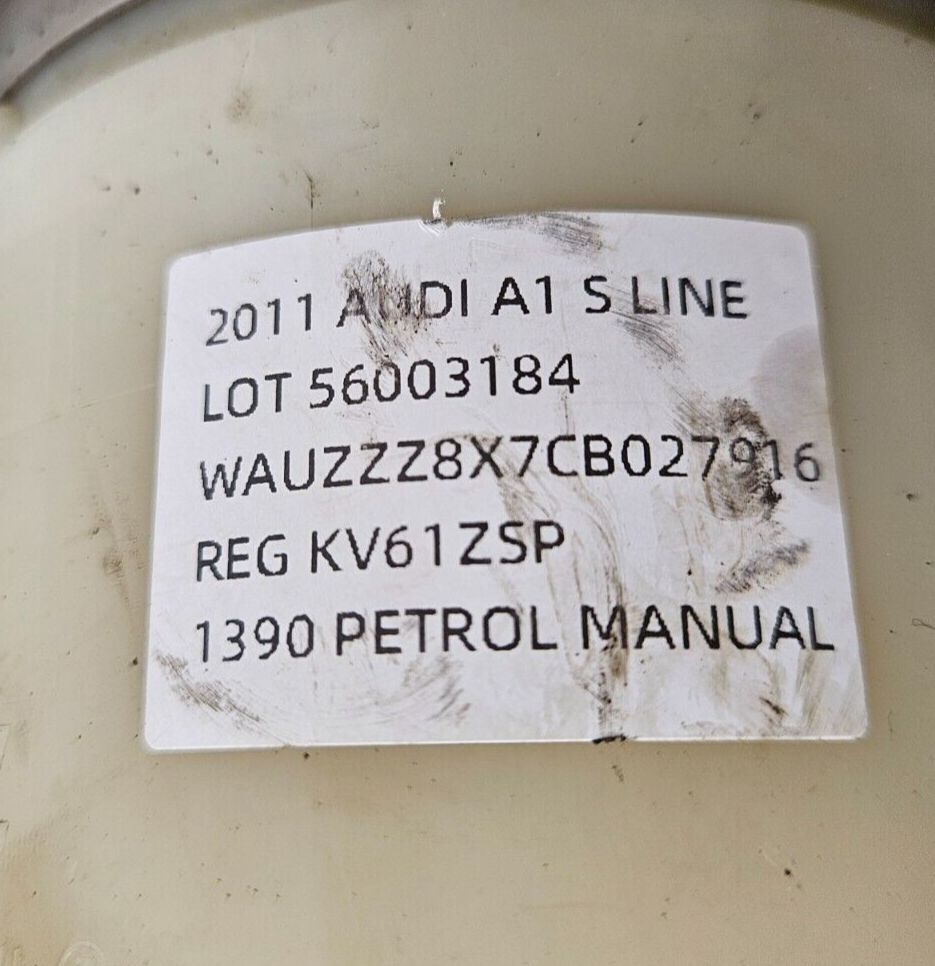 2011 AUDI A1 S LINE
LOT 56003184
WAUZZZ8X7CB027916
REG KV61ZSP
1390 PETROL MANUAL